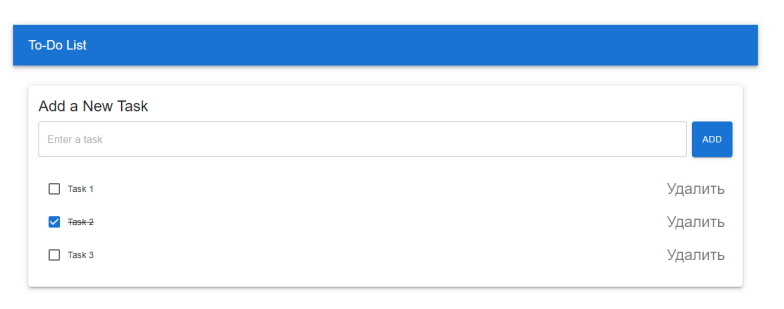 To-Do List
Add a New Task
Enter a task
ADD
Task 1
Удалить
Task 2
Удалить
Task 3
Удалить